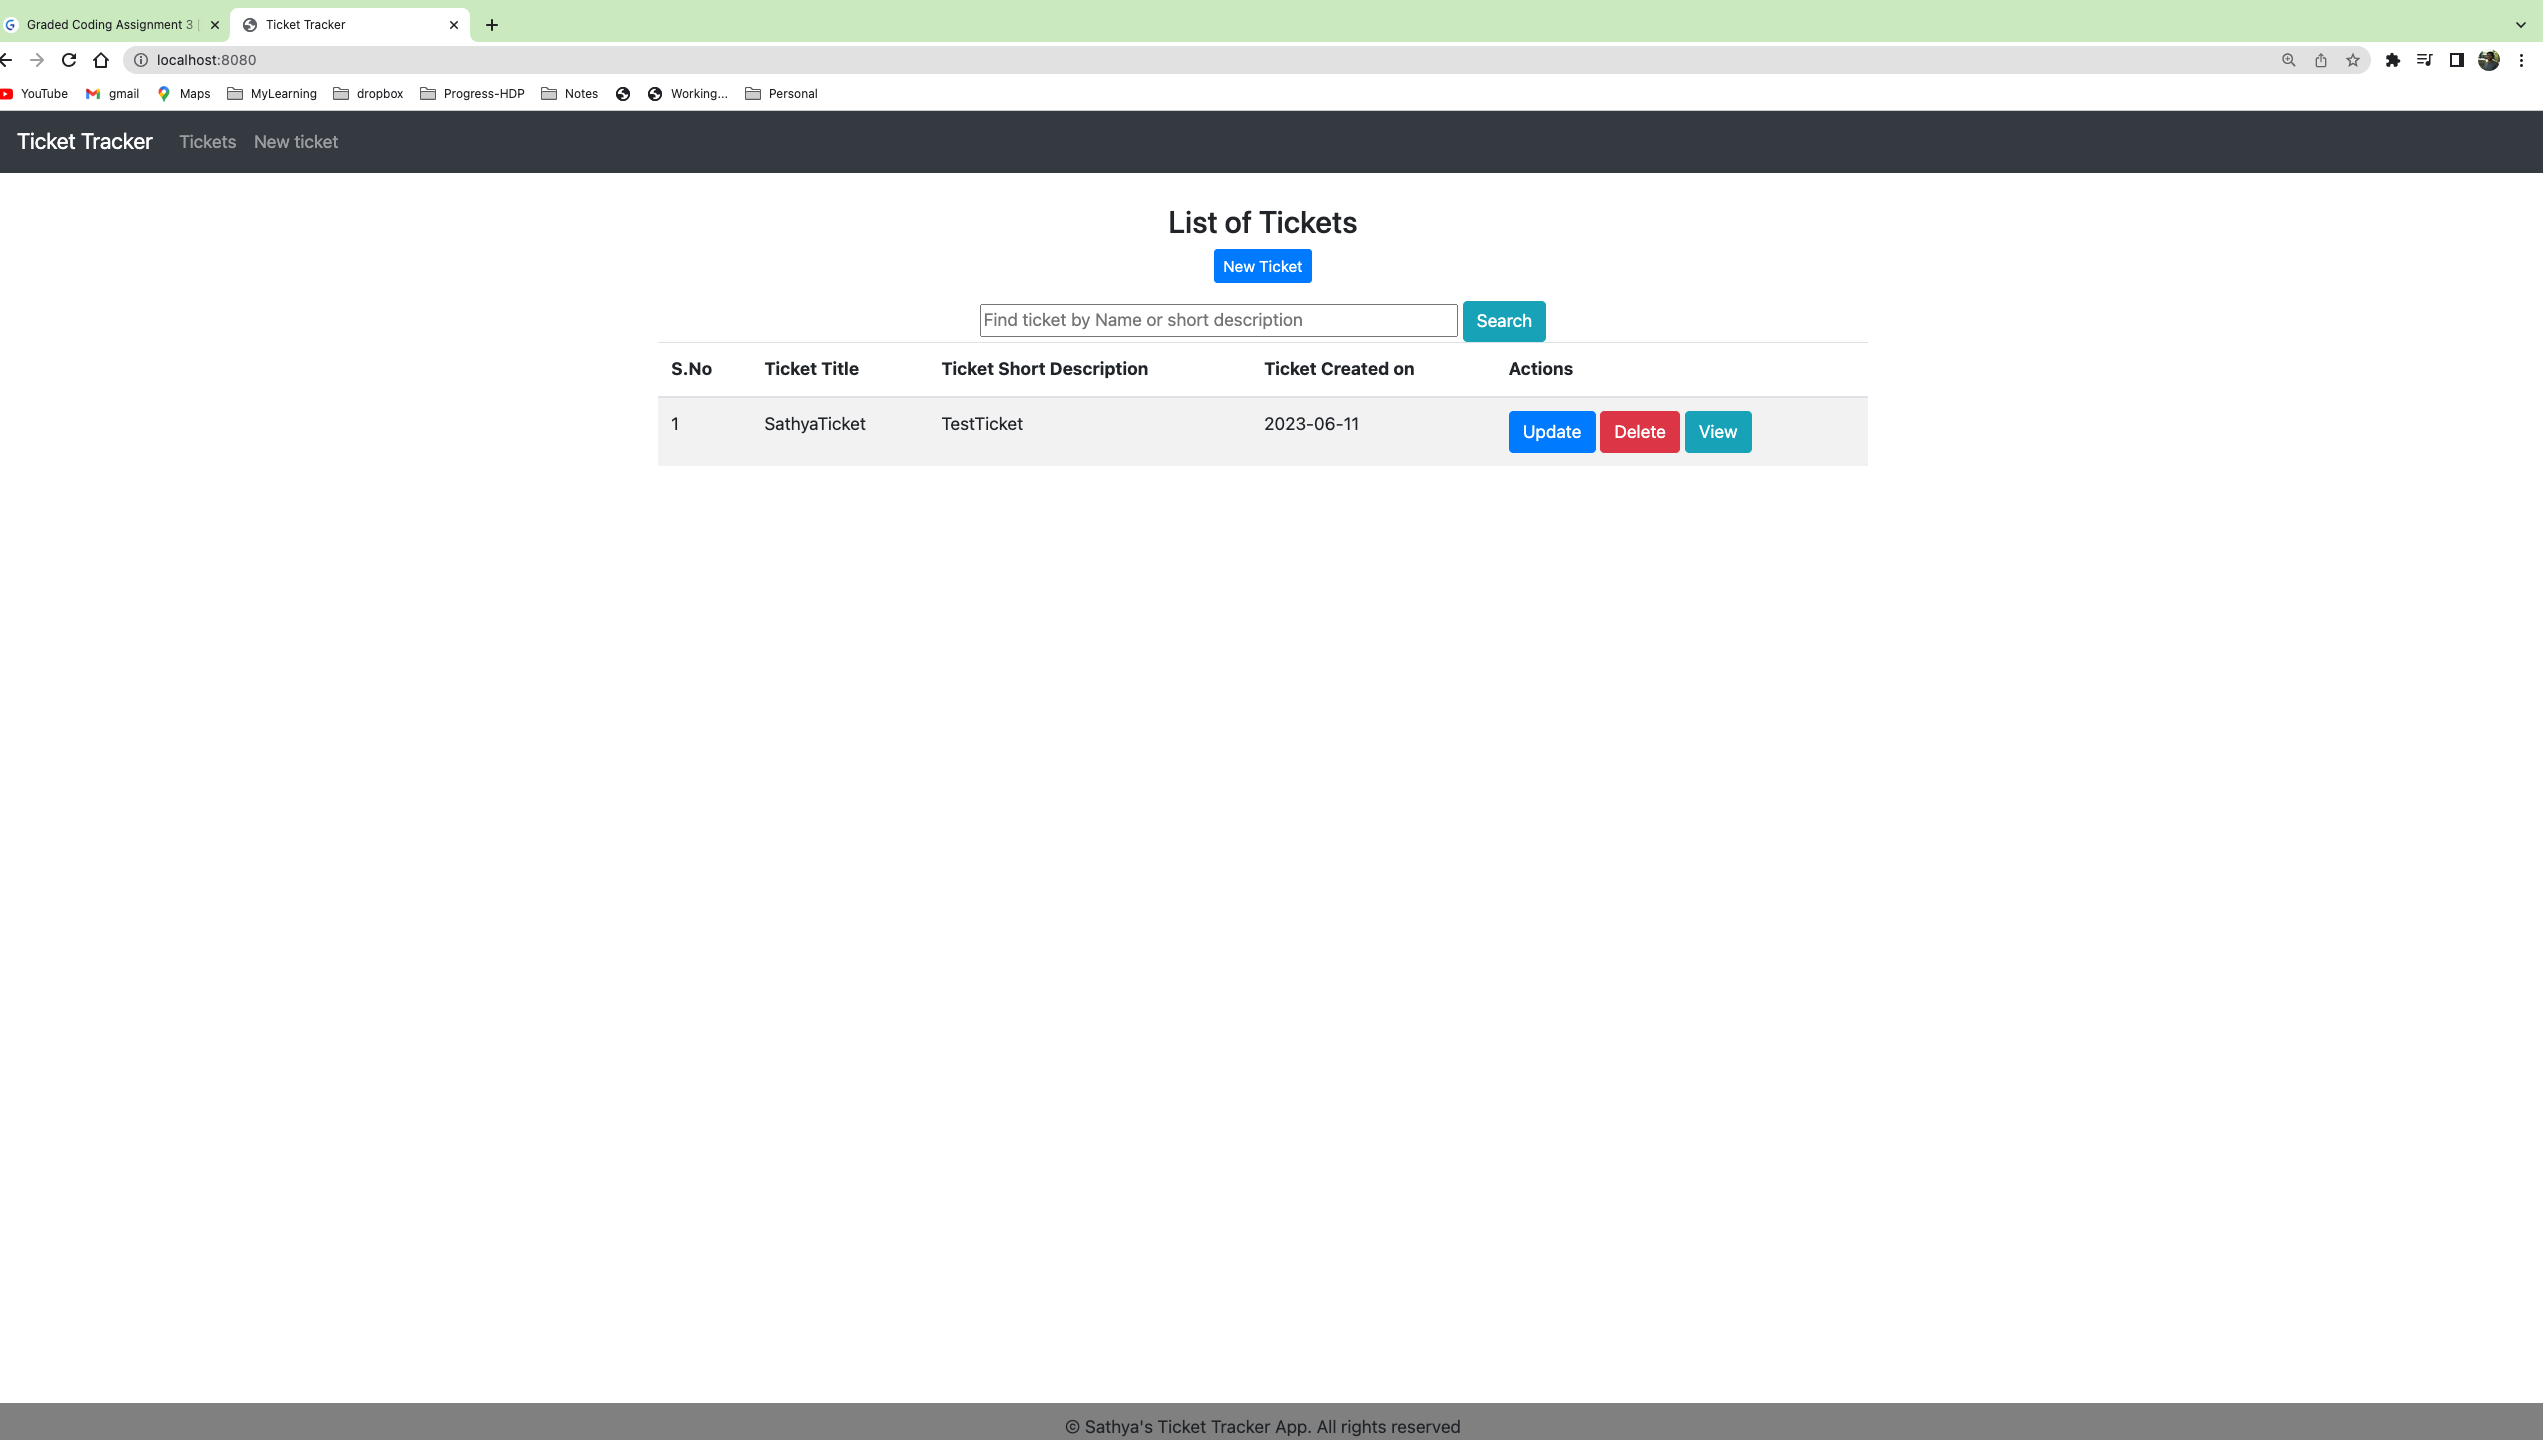 Graded Coding Assignment 3 |
Ticket Tracker
localhost:8080
YouTube gmail Maps MyLearning dropbox Progress-HDP Notes Working... Personal
Ticket Tracker Tickets New ticket
List of Tickets
New Ticket
Find ticket by Name or short description Search
S.No Ticket Title Ticket Short Description Ticket Created on Actions
1 SathyaTicket TestTicket 2023-06-11 Update Delete View
© Sathya's Ticket Tracker App. All rights reserved